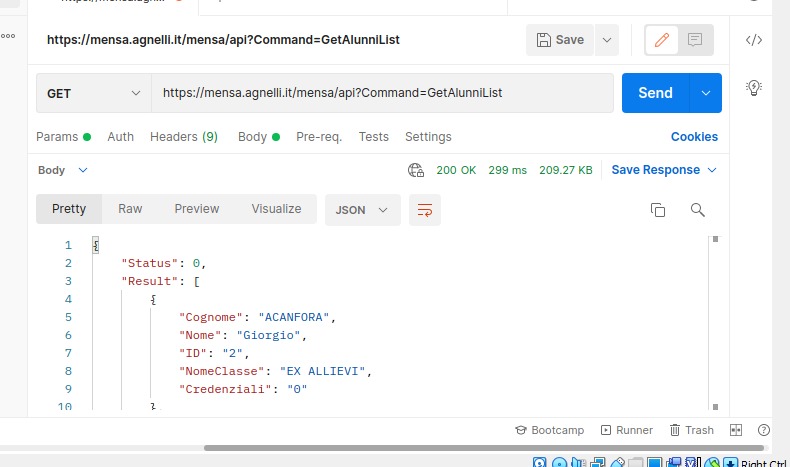 https://mensa.agnelli.it/mensa/api?Command=GetAlunniList
Save
GET
https://mensa.agnelli.it/mensa/api?Command=GetAlunniList
Send
Params Auth Headers (9) Body Pre-req. Tests Settings
Cookies
Body
200 OK 299 ms 209.27 KB Save Response
Pretty Raw Preview Visualize JSON
1 {
2 "Status": 0,
3 "Result": [
4 {
5 "Cognome": "ACANFORA",
6 "Nome": "Giorgio",
7 "ID": "2",
8 "NomeClasse": "EX ALLIEVI",
9 "Credenziali": "0"
10 },
Bootcamp Runner Trash
Right Ctrl